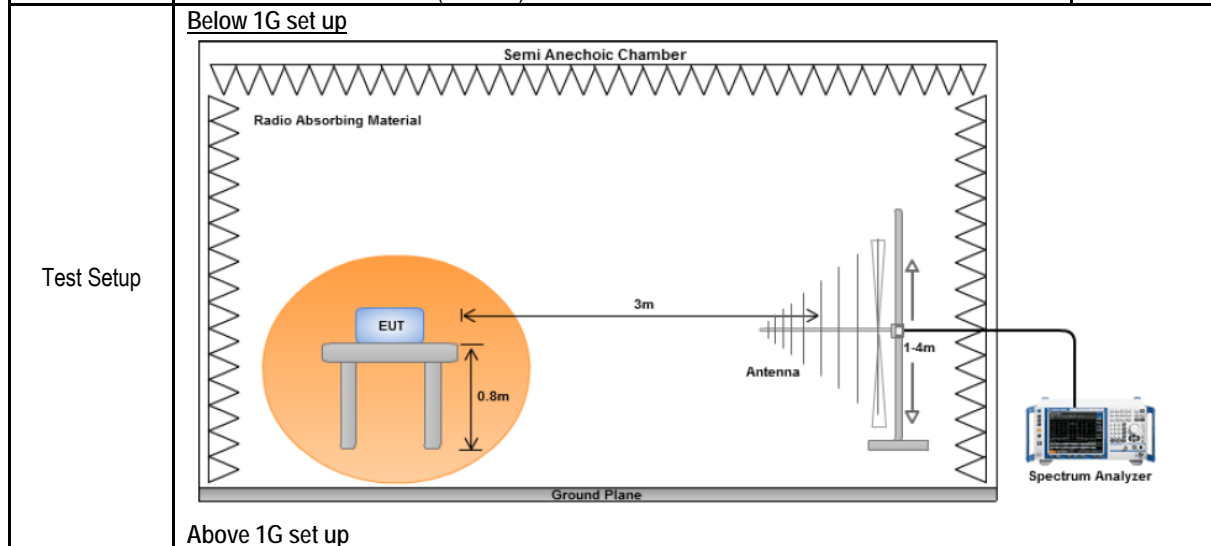 Below 1G set up
Semi Anechoic Chamber
Radio Absorbing Material
Test Setup
3m
EUT
1-4m
Antenna
0.8m
Spectrum Analyzer
Ground Plane
Above 1G set up